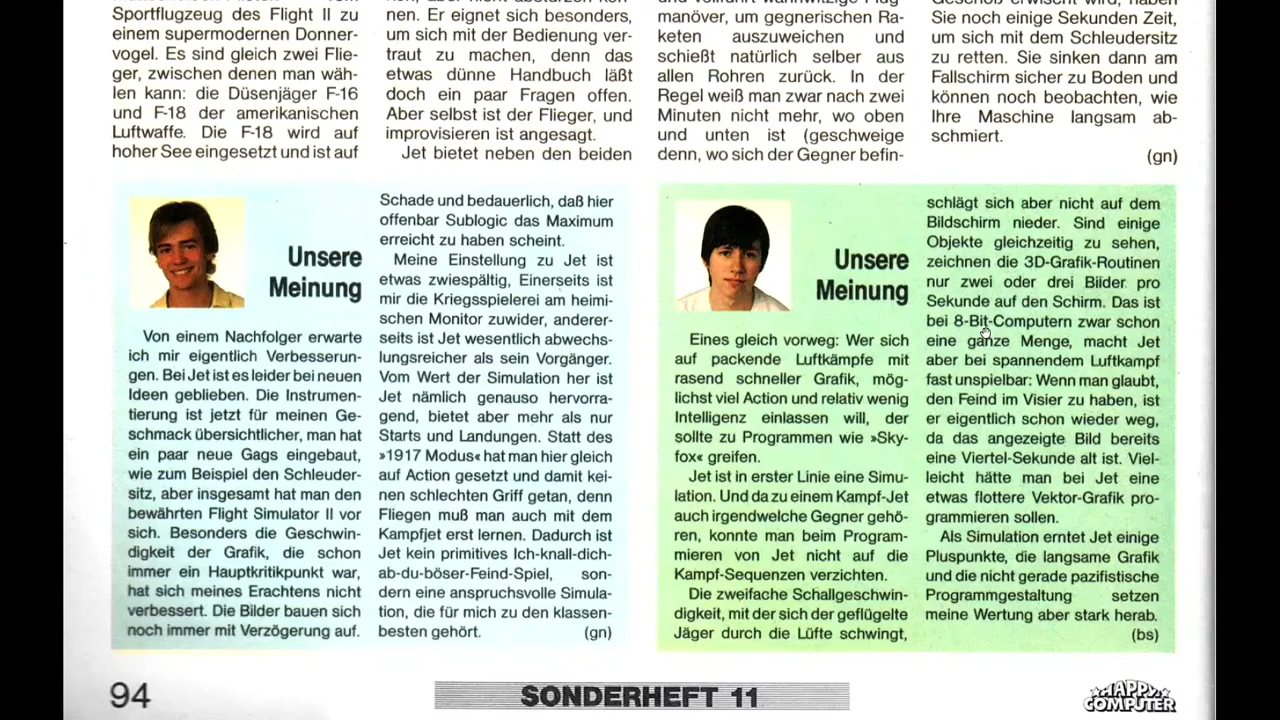 Sportflugzeug des Flight II zu
einem supermodernen Donner-
vogel. Es sind gleich zwei Flie-
ger, zwischen denen man wäh-
len kann: die Düsenjäger F-16
und F-18 der amerikanischen
Luftwaffe. Die F-18 wird auf
hoher See eingesetzt und ist auf
nen. Er eignet sich besonders,
um sich mit der Bedienung ver-
traut zu machen, denn das
etwas dünne Handbuch läßt
doch ein paar Fragen offen.
Aber selbst ist der Flieger, und
improvisieren ist angesagt.
Jet bietet neben den beiden
manöver, um gegnerischen Ra-
keten auszuweichen und
schießt natürlich selber aus
allen Rohren zurück. In der
Regel weiß man zwar nach zwei
Minuten nicht mehr, wo oben
und unten ist (geschweige
denn, wo sich der Gegner befin-
Sie noch einige Sekunden Zeit,
um sich mit dem Schleudersitz
zu retten. Sie sinken dann am
Fallschirm sicher zu Boden und
können noch beobachten, wie
Ihre Maschine langsam ab-
schmiert.
(gn)
Unsere
Meinung
Von einem Nachfolger erwarte
ich mir eigentlich Verbesserun-
gen. Bei Jet ist es leider bei neuen
Ideen geblieben. Die Instrumen-
tierung ist jetzt für meinen Ge-
schmack übersichtlicher, man hat
ein paar neue Gags eingebaut,
wie zum Beispiel den Schleuder-
sitz, aber insgesamt hat man den
bewährten Flight Simulator II vor
sich. Besonders die Geschwin-
digkeit der Grafik, die schon
immer ein Hauptkritikpunkt war,
hat sich meines Erachtens nicht
verbessert. Die Bilder bauen sich
noch immer mit Verzögerung auf.
Schade und bedauerlich, daß hier
offenbar Sublogic das Maximum
erreicht zu haben scheint.
Meine Einstellung zu Jet ist
etwas zwiespältig, Einerseits ist
mir die Kriegsspielerei am heimi-
schen Monitor zuwider, anderer-
seits ist Jet wesentlich abwechs-
lungsreicher als sein Vorgänger.
Vom Wert der Simulation her ist
Jet nämlich genauso hervorra-
gend, bietet aber mehr als nur
Starts und Landungen. Statt des
»1917 Modus« hat man hier gleich
auf Action gesetzt und damit kei-
nen schlechten Griff getan, denn
Fliegen muß man auch mit dem
Kampfjet erst lernen. Dadurch ist
Jet kein primitives Ich-knall-dich-
ab-du-böser-Feind-Spiel, son-
dern eine anspruchsvolle Simula-
tion, die für mich zu den klassen-
besten gehört. (gn)
Unsere
Meinung
Eines gleich vorweg: Wer sich
auf packende Luftkämpfe mit
rasend schneller Grafik, mög-
lichst viel Action und relativ wenig
Intelligenz einlassen will, der
sollte zu Programmen wie »Sky-
fox« greifen.
Jet ist in erster Linie eine Simu-
lation. Und da zu einem Kampf-Jet
auch irgendwelche Gegner gehö-
ren, konnte man beim Program-
mieren von Jet nicht auf die
Kampf-Sequenzen verzichten.
Die zweifache Schallgeschwin-
digkeit, mit der sich der geflügelte
Jäger durch die Lüfte schwingt,
schlägt sich aber nicht auf dem
Bildschirm nieder. Sind einige
Objekte gleichzeitig zu sehen,
zeichnen die 3D-Grafik-Routinen
nur zwei oder drei Bilder pro
Sekunde auf den Schirm. Das ist
bei 8-Bit-Computern zwar schon
eine ganze Menge, macht Jet
aber bei spannendem Luftkampf
fast unspielbar: Wenn man glaubt,
den Feind im Visier zu haben, ist
er eigentlich schon wieder weg,
da das angezeigte Bild bereits
eine Viertel-Sekunde alt ist. Viel-
leicht hätte man bei Jet eine
etwas flottere Vektor-Grafik pro-
grammieren sollen.
Als Simulation erntet Jet einige
Pluspunkte, die langsame Grafik
und die nicht gerade pazifistische
Programmgestaltung setzen
meine Wertung aber stark herab.
(bs)
94
SONDERHEFT 11
HAPPY
COMPUTER